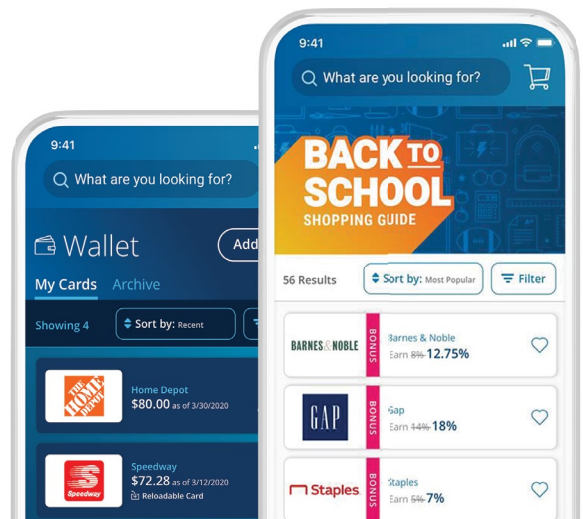 9:41
What are you looking for?
Wallet
Add
My Cards
Archive
Showing 4
Sort by: Recent
THE HOME DEPOT
Home Depot
$80.00 as of 3/30/2020
Speedway
Speedway
$72.28 as of 3/12/2020
Reloadable Card
9:41
What are you looking for?
BACK TO
SCHOOL
SHOPPING GUIDE
56 Results
Sort by: Most Popular
Filter
BARNES & NOBLE
BONUS
Barnes & Noble
Earn 8% 12.75%
GAP
BONUS
Gap
Earn 14% 18%
Staples
BONUS
Staples
Earn 5% 7%